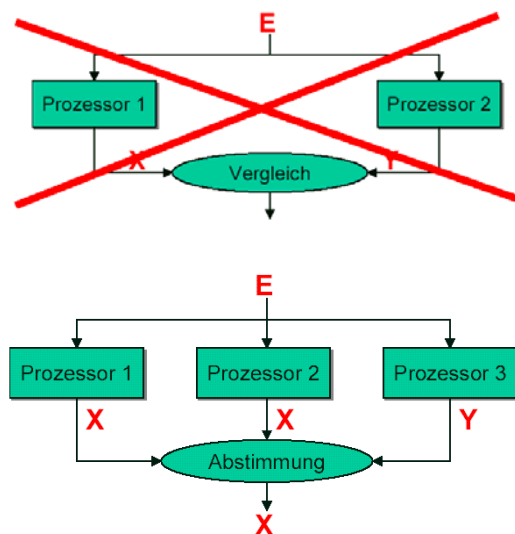 E
Prozessor 1
Prozessor 2
X
Y
Vergleich
E
Prozessor 1
Prozessor 2
Prozessor 3
X
X
Y
Abstimmung
X